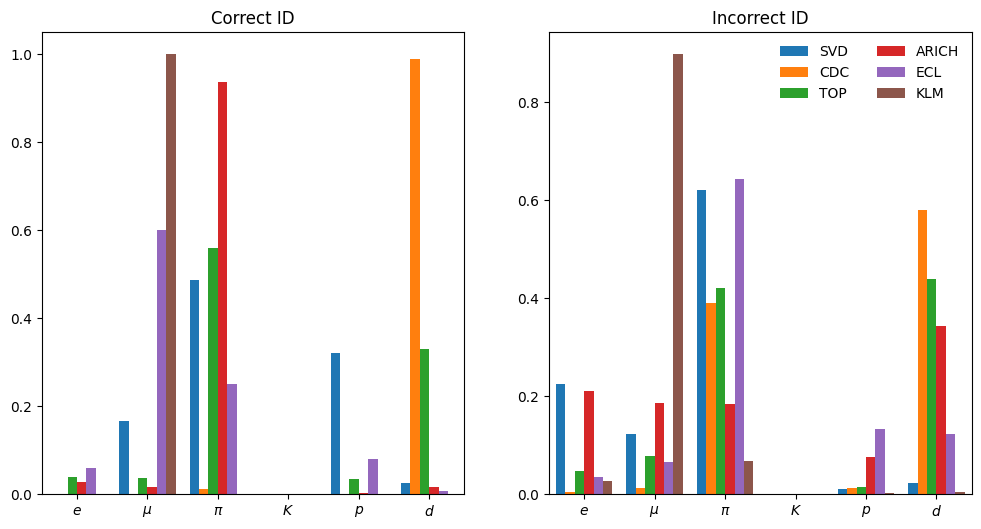 Correct ID
1.0
0.8
0.6
0.4
0.2
0.0
e μ π K p d
Incorrect ID
SVD ARICH
CDC ECL
TOP KLM
0.8
0.6
0.4
0.2
0.0
e μ π K p d